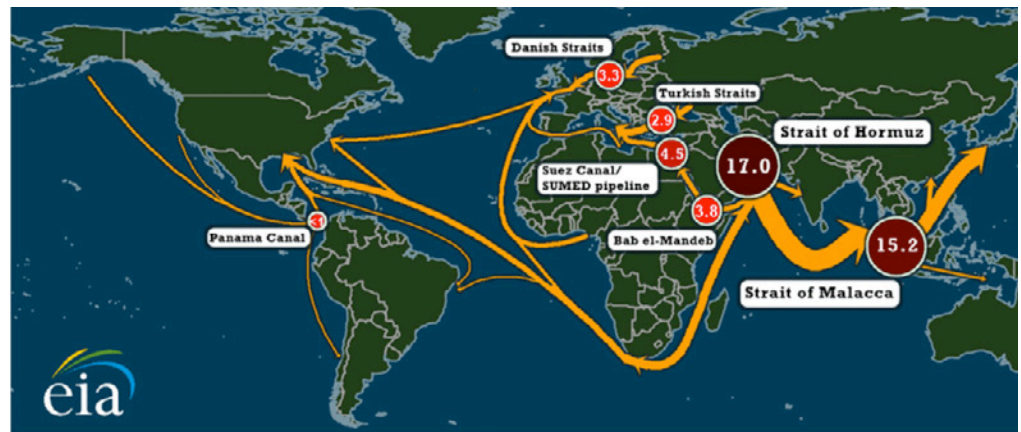 Danish Straits
3.3
Turkish Straits
2.9
Strait of Hormuz
17.0
4.5
Suez Canal/
SUMED pipeline
3.8
Bab el-Mandeb
Panama Canal
<1
15.2
Strait of Malacca
eia